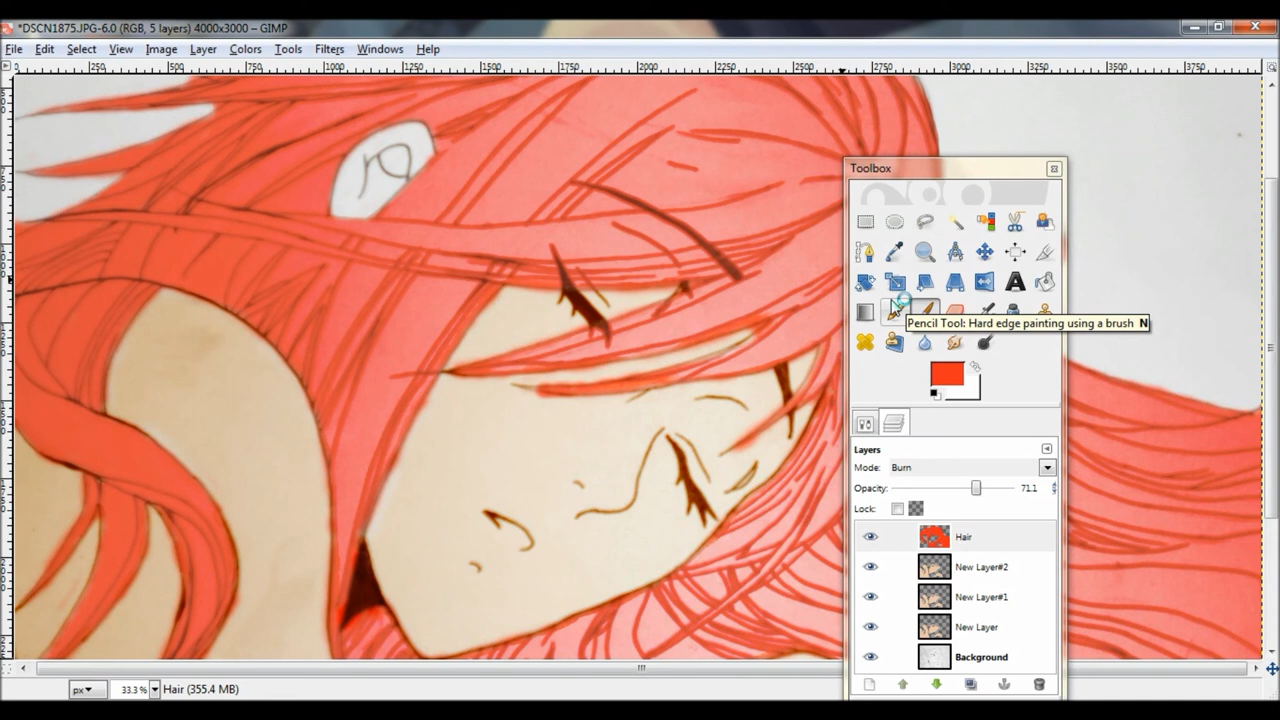 *DSCN1875.JPG-6.0 (RGB, 5 layers) 4000x3000 – GIMP
File Edit Select View Image Layer Colors Tools Filters Windows Help
0 250 500 750 1000 1250 1500 1750 2000 2250 2500 2750 3000 3250 3500 3750
Toolbox
A
Pencil Tool: Hard edge painting using a brush N
Layers
Mode: Burn
Opacity: 71.1
Lock:
Hair
New Layer#2
New Layer#1
New Layer
Background
px 33.3 % Hair (355.4 MB)